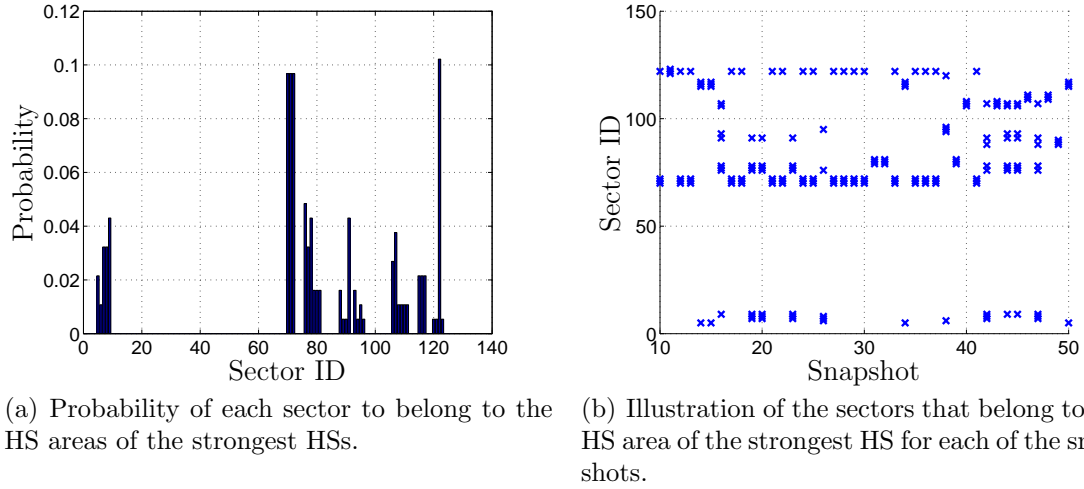 0.12
0.1
0.08
0.06
0.04
0.02
0
Probability
0 20 40 60 80 100 120 140
Sector ID
(a) Probability of each sector to belong to the
HS areas of the strongest HSs.
150
100
50
0
Sector ID
10 20 30 40 50
Snapshot
(b) Illustration of the sectors that belong to
HS area of the strongest HS for each of the
shots.